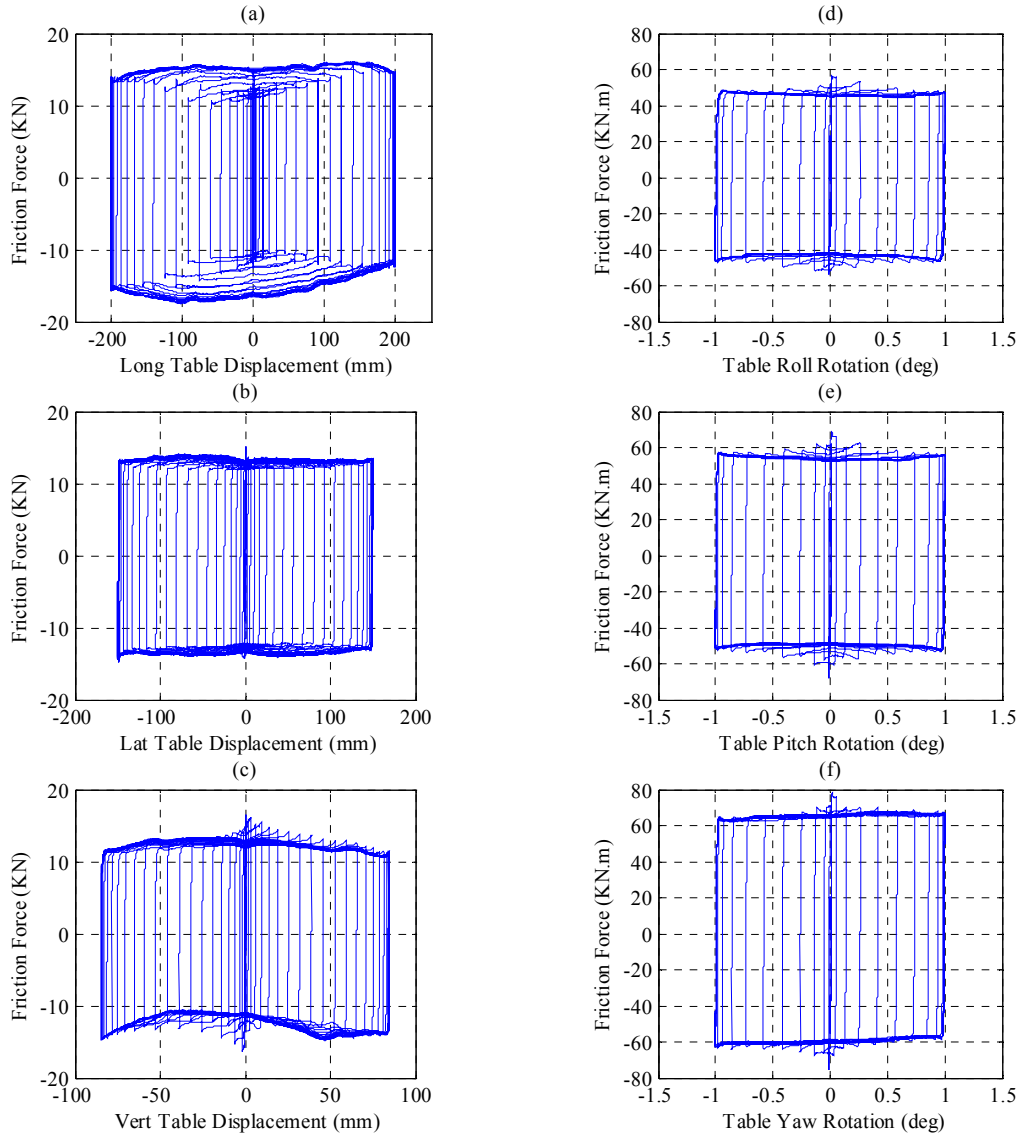 (a)
20
10
0
-10
-20
Friction Force (KN)
-200 -100 0 100 200
Long Table Displacement (mm)
(b)
20
10
0
-10
-20
Friction Force (KN)
-200 -100 0 100 200
Lat Table Displacement (mm)
(c)
20
10
0
-10
-20
Friction Force (KN)
-100 -50 0 50 100
Vert Table Displacement (mm)
(d)
80
60
40
20
0
-20
-40
-60
-80
Friction Force (KN.m)
-1.5 -1 -0.5 0 0.5 1 1.5
Table Roll Rotation (deg)
(e)
80
60
40
20
0
-20
-40
-60
-80
Friction Force (KN.m)
-1.5 -1 -0.5 0 0.5 1 1.5
Table Pitch Rotation (deg)
(f)
80
60
40
20
0
-20
-40
-60
-80
Friction Force (KN.m)
-1.5 -1 -0.5 0 0.5 1 1.5
Table Yaw Rotation (deg)